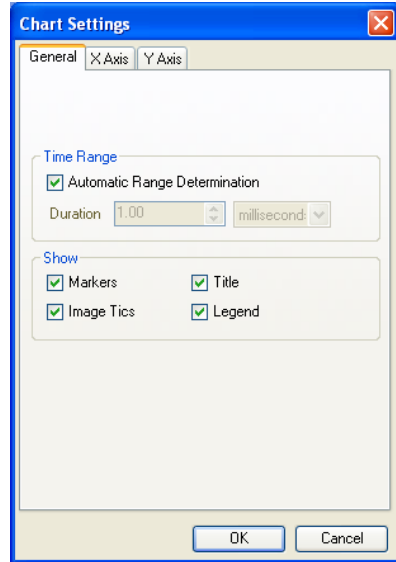 Chart Settings
General X Axis Y Axis
Time Range
Automatic Range Determination
Duration 1.00 millisecond:
Show
Markers Title
Image Tics Legend
OK Cancel